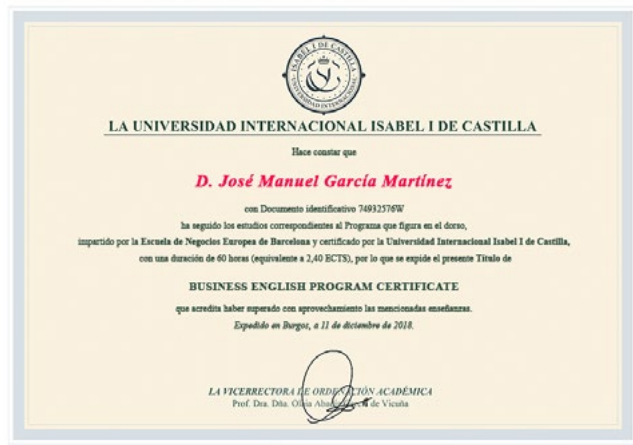 ISABEL I DE CASTILLA
UNIVERSIDAD INTERNACIONAL
LA UNIVERSIDAD INTERNACIONAL ISABEL I DE CASTILLA
Hace constar que
D. José Manuel García Martínez
con Documento identificativo 74932576W
ha seguido los estudios correspondientes al Programa que figura en el dorso,
impartido por la Escuela de Negocios Europea de Barcelona y certificado por la Universidad Internacional Isabel I de Castilla,
con una duración de 60 horas (equivalente a 2,40 ECTS), por lo que se expide el presente Título de
BUSINESS ENGLISH PROGRAM CERTIFICATE
que acredita haber superado con aprovechamiento las mencionadas enseñanzas.
Expedido en Burgos, a 11 de diciembre de 2018.
LA VICERRECTORA DE ORDENACIÓN ACADÉMICA
Prof. Dra. Dña. Olga de Vicuña